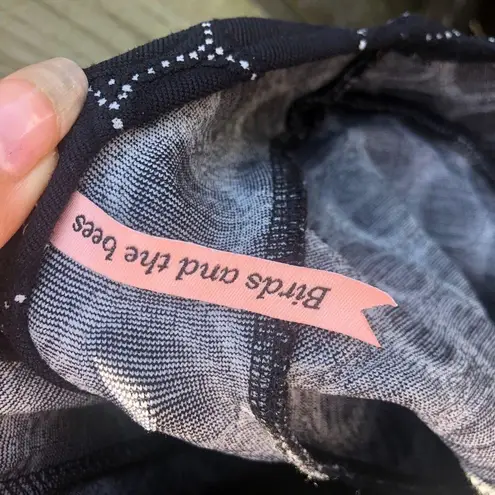 Birds and the bees